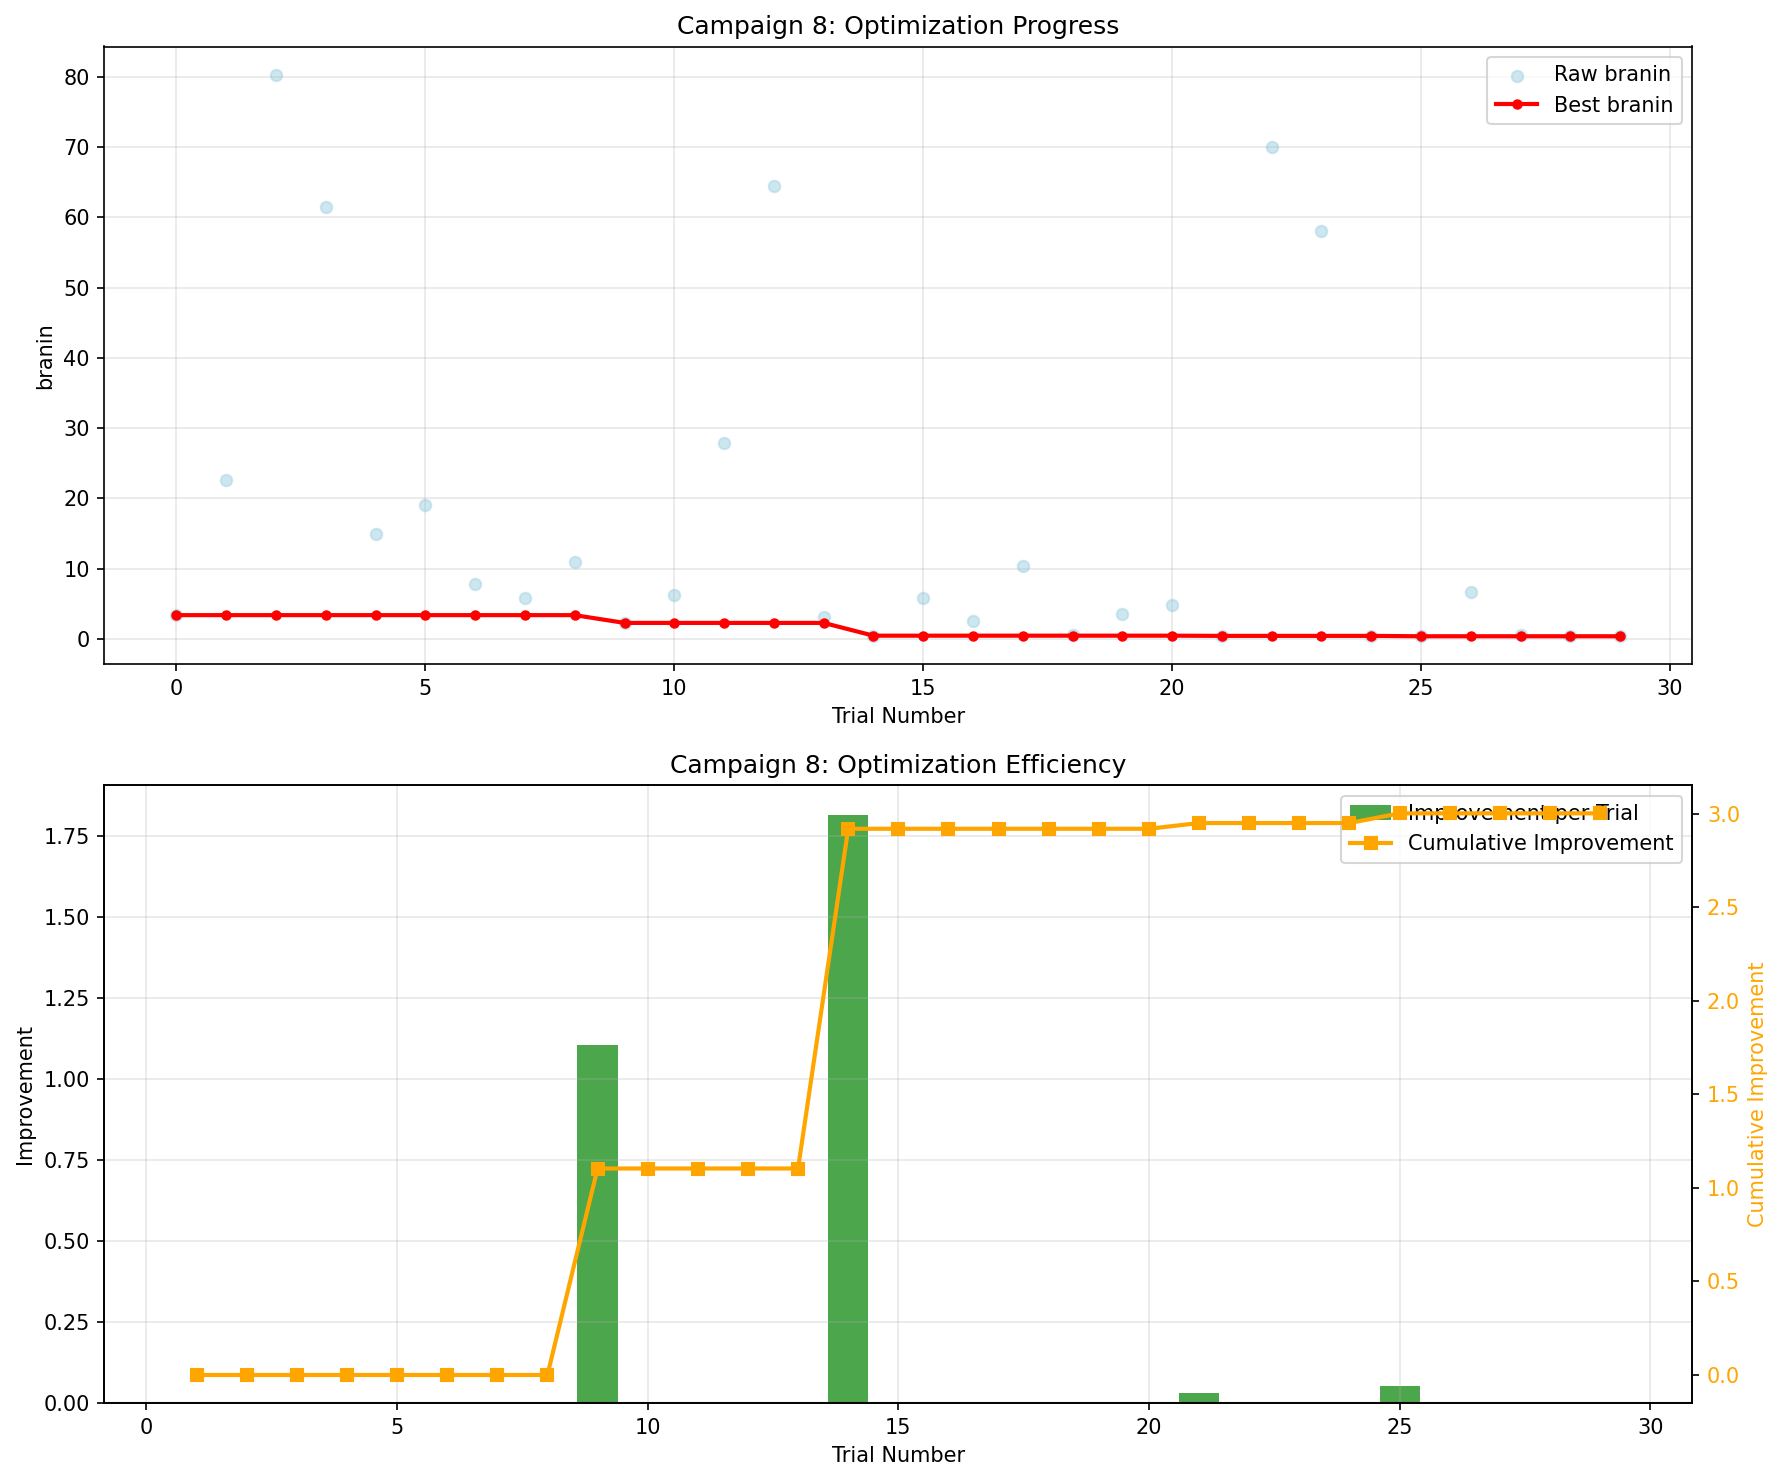 Campaign 8: Optimization Progress
80
70
60
50
40
30
20
10
0
branin
Raw branin
Best branin
0 5 10 15 20 25 30
Trial Number
Campaign 8: Optimization Efficiency
1.75
1.50
1.25
1.00
0.75
0.50
0.25
0.00
Improvement
Improvement per Trial
Cumulative Improvement
3.0
2.5
2.0
1.5
1.0
0.5
0.0
Cumulative Improvement
0 5 10 15 20 25 30
Trial Number